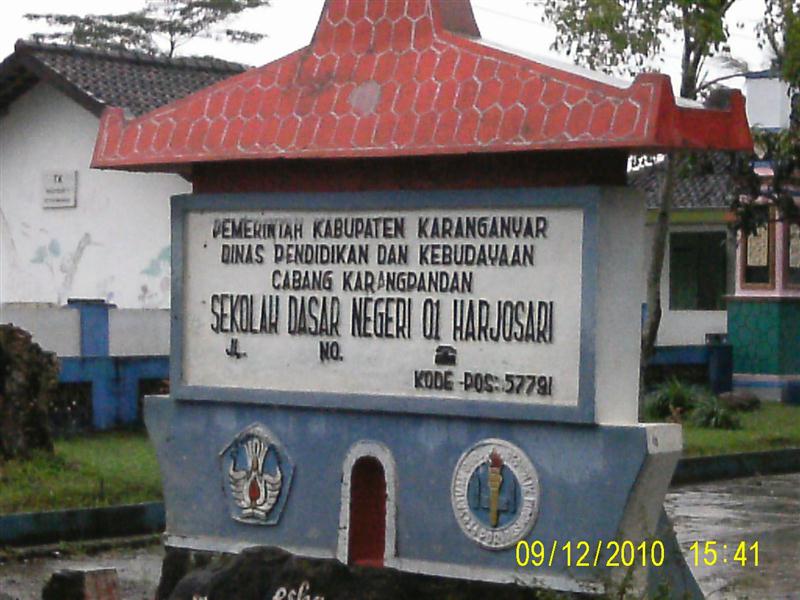 TK
PEMERINTAH KABUPATEN KARANGANYAR
DINAS PENDIDIKAN DAN KEBUDAYAAN
CABANG KARANGPANDAN
SEKOLAH DASAR NEGERI 01 HARJOSARI
JL. NO.
KODE - POS: 57791
09/12/2010 15:41